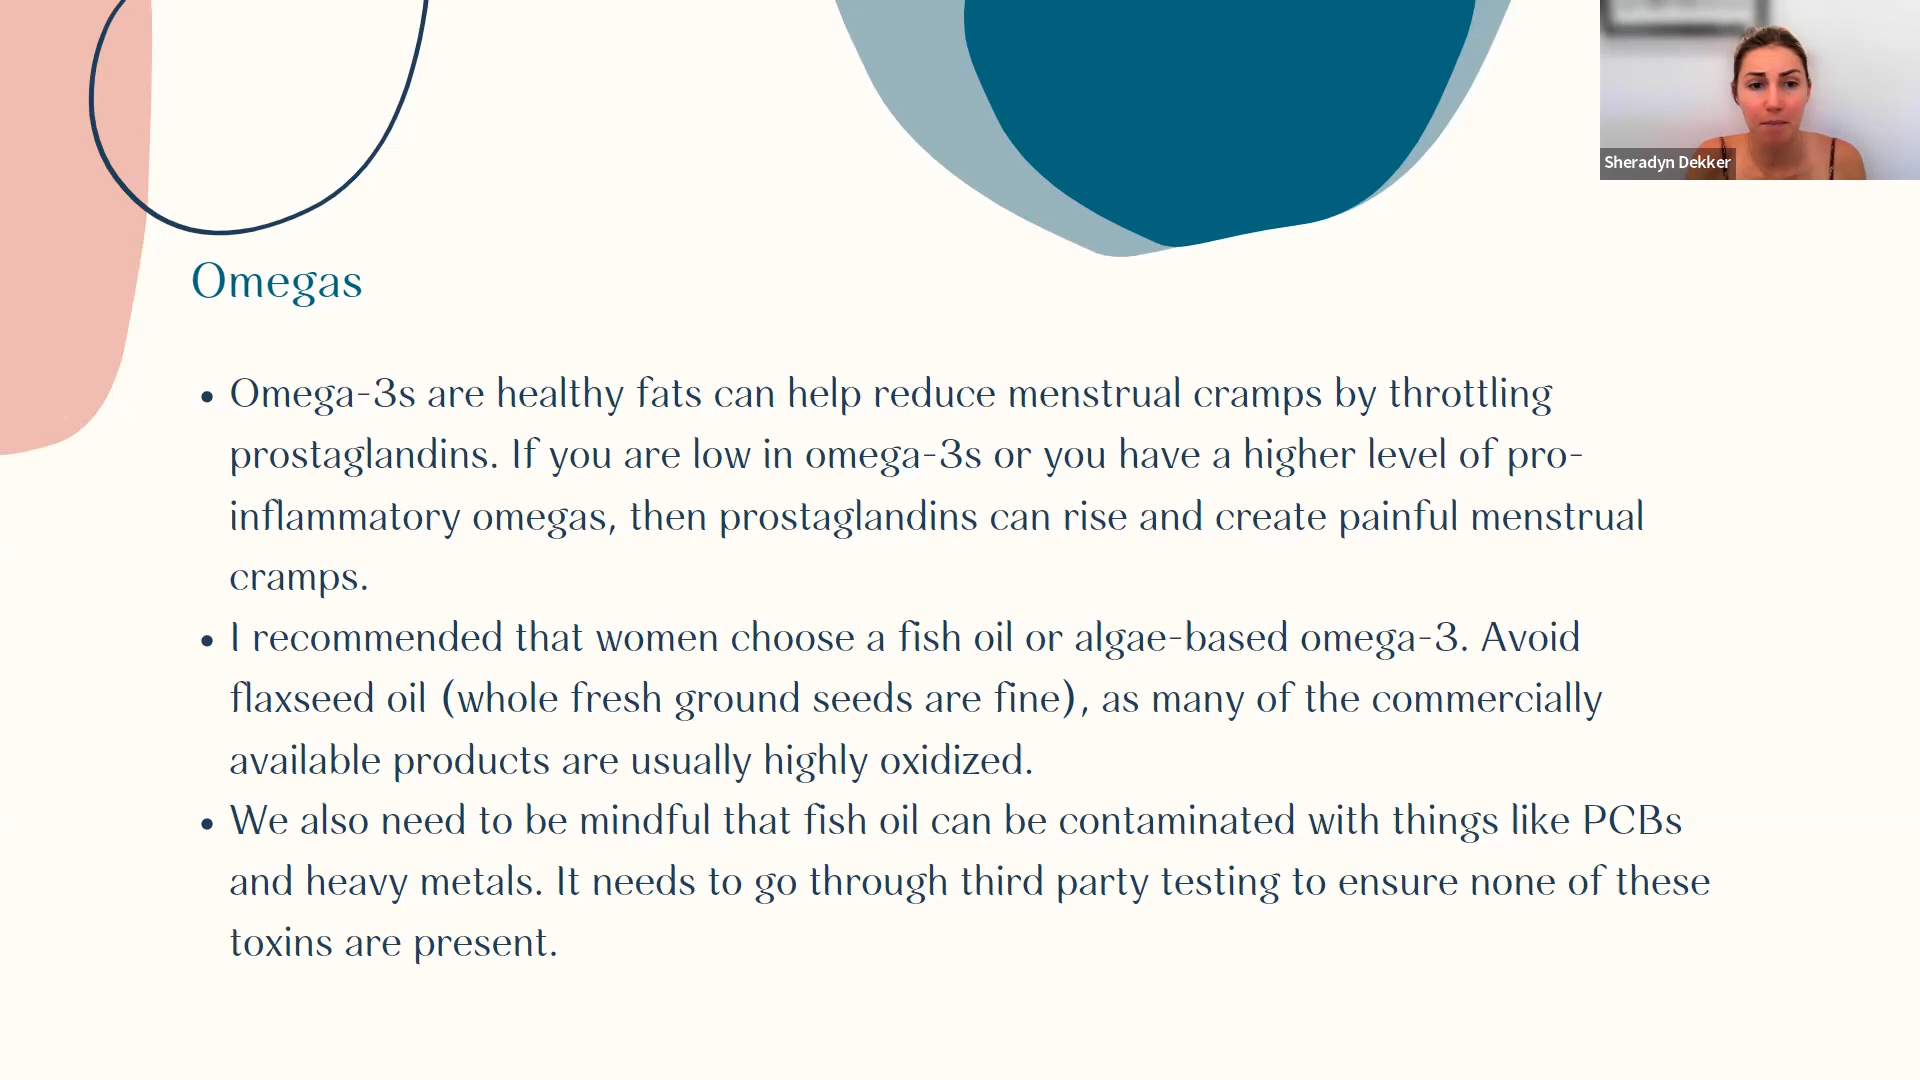 Sheradyn Dekker
Omegas
• Omega-3s are healthy fats can help reduce menstrual cramps by throttling
prostaglandins. If you are low in omega-3s or you have a higher level of pro-
inflammatory omegas, then prostaglandins can rise and create painful menstrual
cramps.
• I recommended that women choose a fish oil or algae-based omega-3. Avoid
flaxseed oil (whole fresh ground seeds are fine), as many of the commercially
available products are usually highly oxidized.
• We also need to be mindful that fish oil can be contaminated with things like PCBs
and heavy metals. It needs to go through third party testing to ensure none of these
toxins are present.